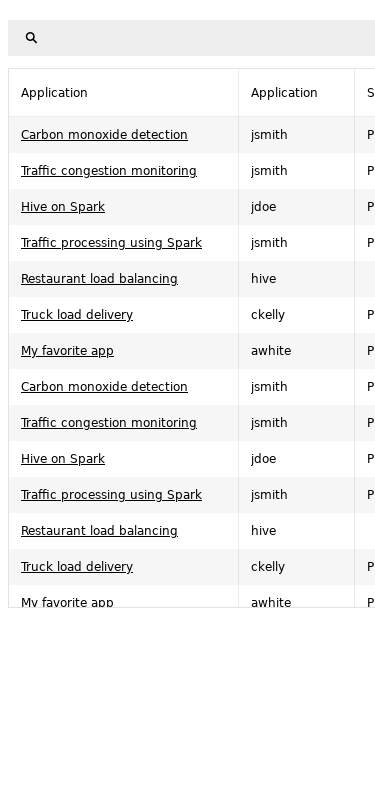 Application Application S
Carbon monoxide detection jsmith P
Traffic congestion monitoring jsmith P
Hive on Spark jdoe P
Traffic processing using Spark jsmith P
Restaurant load balancing hive
Truck load delivery ckelly P
My favorite app awhite P
Carbon monoxide detection jsmith P
Traffic congestion monitoring jsmith P
Hive on Spark jdoe P
Traffic processing using Spark jsmith P
Restaurant load balancing hive
Truck load delivery ckelly P
My favorite app awhite P